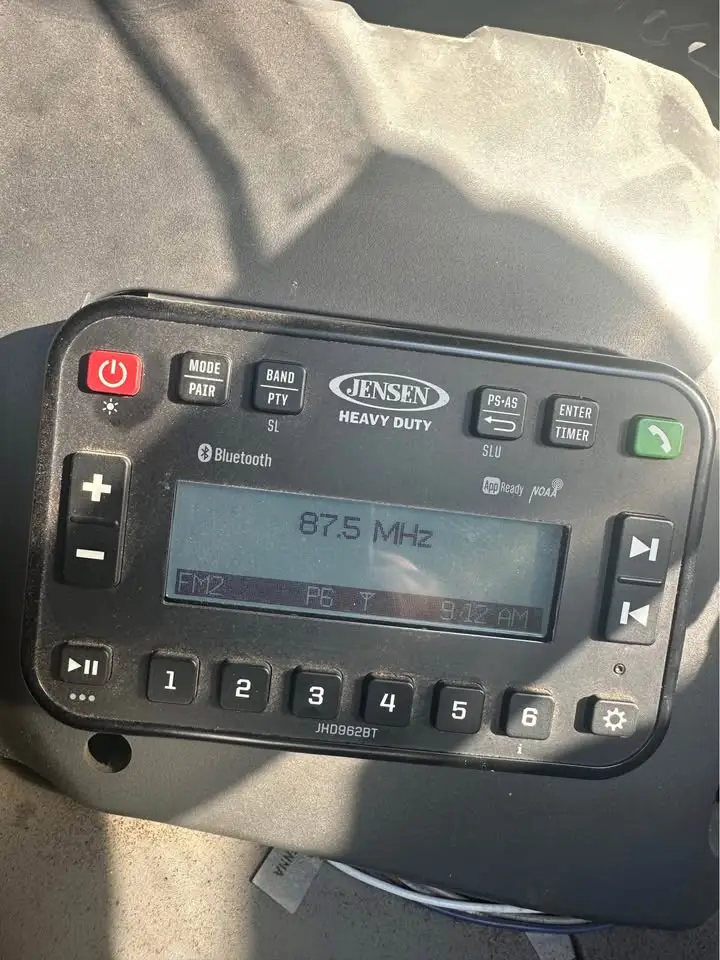 MODE
PAIR
BAND
PTY
SL
JENSEN
HEAVY DUTY
PS·AS
SLU
ENTER
TIMER
Bluetooth
App Ready
NOAA
87.5 MHz
FM2 P6 9:12 AM
1 2 3 4 5 6
i
JHD962BT